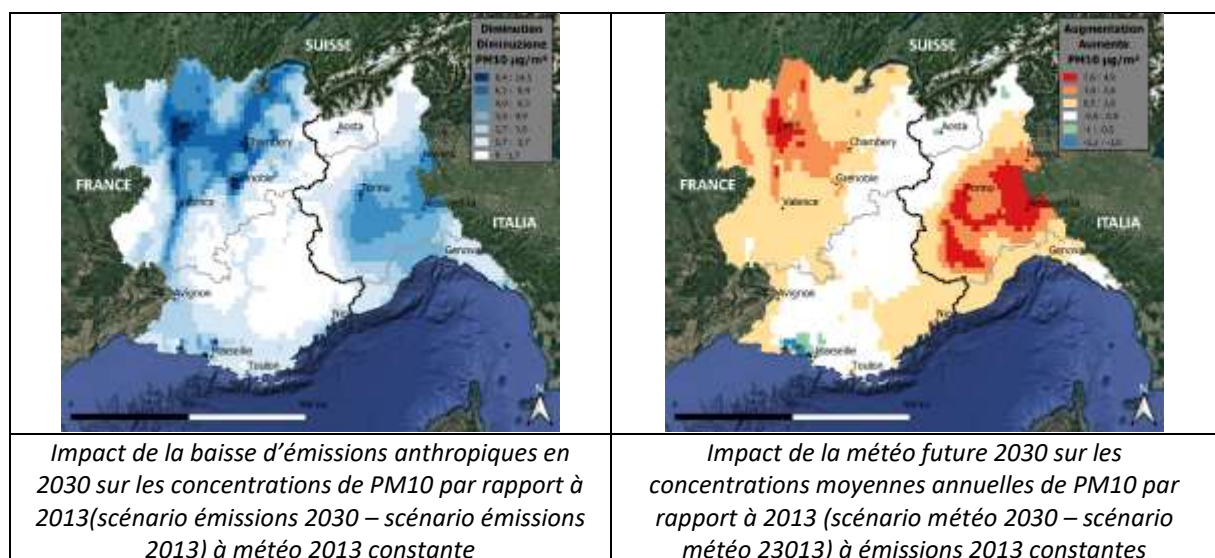 Diminution
Diminuzione
PM10 µg/m³
SUISSE
Aosta
Chambery
Grenoble
FRANCE
Torino
Valence
ITALIA
Genova
Avignon
Marseille
Toulon
N
Augmentation
Aumento
PM10 µg/m³
SUISSE
Aosta
Chambery
Grenoble
FRANCE
Torino
Valence
ITALIA
Genova
Avignon
Marseille
Toulon
N
Impact de la baisse d’émissions anthropiques en
2030 sur les concentrations de PM10 par rapport à
2013(scénario émissions 2030 – scénario émissions
2013) à météo 2013 constante
Impact de la météo future 2030 sur les
concentrations moyennes annuelles de PM10 par
rapport à 2013 (scénario météo 2030 – scénario
météo 23013) à émissions 2013 constantes